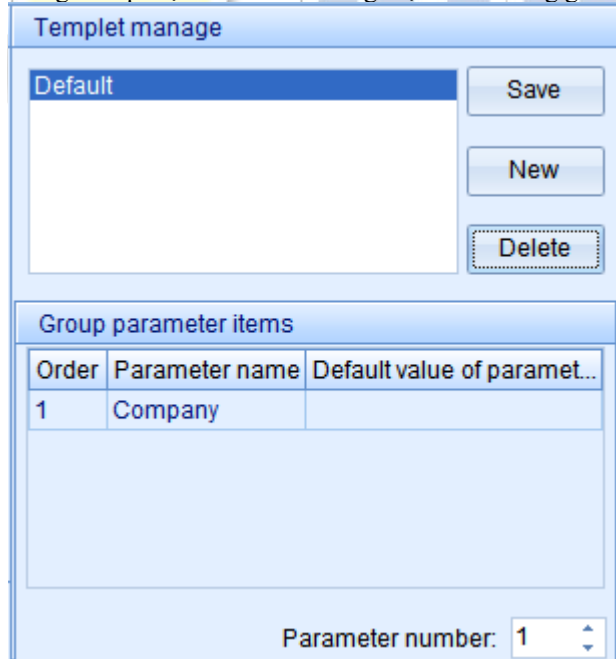 Templet manage
Default
Save
New
Delete
Group parameter items
Order Parameter name Default value of paramet...
1 Company
Parameter number: 1